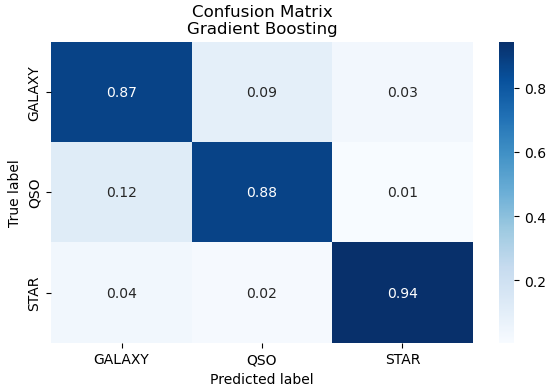 Confusion Matrix
Gradient Boosting
True label
GALAXY
0.87
0.09
0.03
QSO
0.12
0.88
0.01
STAR
0.04
0.02
0.94
GALAXY
QSO
STAR
Predicted label
0.8
0.6
0.4
0.2